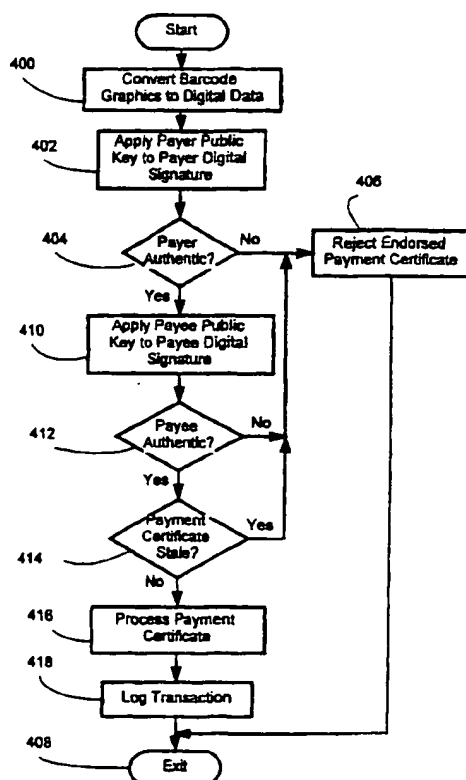 Start
400
Convert Barcode
Graphics to Digital Data
402
Apply Payer Public
Key to Payer Digital
Signature
404
Payer
Authentic?
No
406
Reject Endorsed
Payment Certificate
Yes
410
Apply Payee Public
Key to Payee Digital
Signature
412
Payee
Authentic?
No
Yes
414
Payment
Certificate
Stale?
Yes
No
416
Process Payment
Certificate
418
Log Transaction
408
Exit